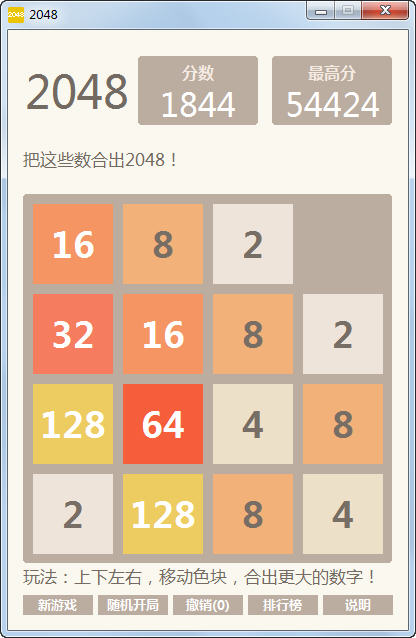 2048
2048
分数
最高分
1844
54424
把这些数合出2048！
16 8 2
32 16 8 2
128 64 4 8
2 128 8 4
玩法：上下左右，移动色块，合出更大的数字！
新游戏 随机开局 撤销(0) 排行榜 说明